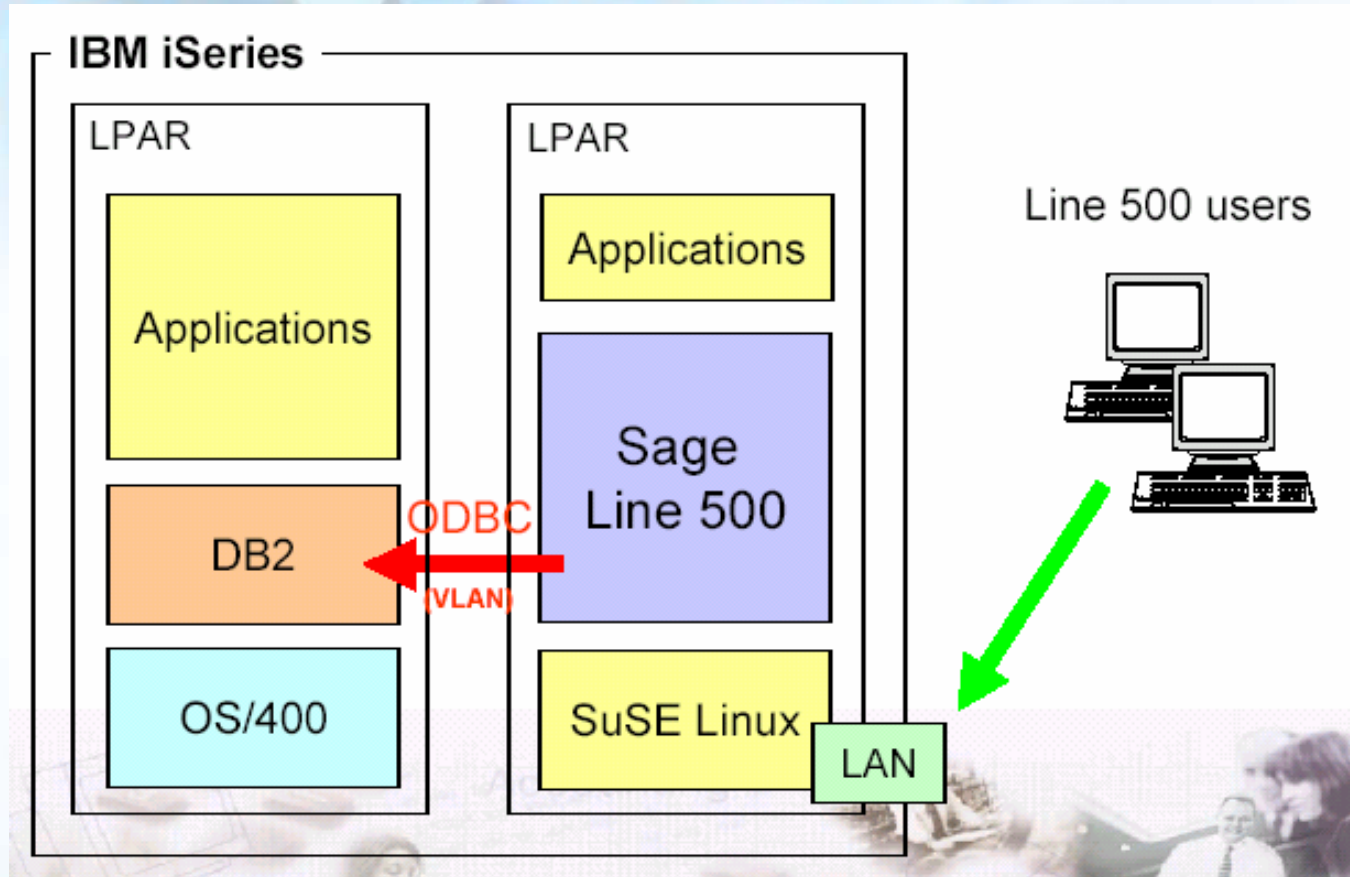 IBM iSeries
LPAR
Applications
DB2
OS/400
ODBC
(VLAN)
LPAR
Applications
Sage
Line 500
SuSE Linux
LAN
Line 500 users